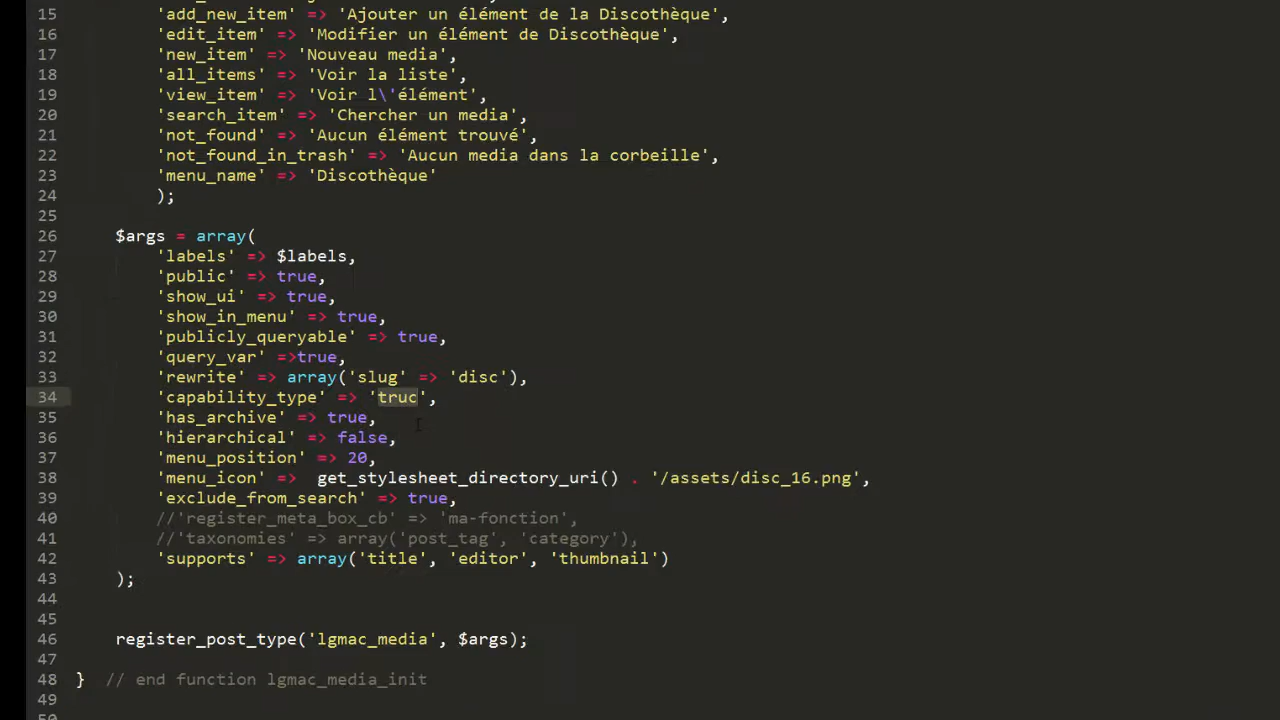 15 'add_new_item' => 'Ajouter un élément de la Discothèque',
16 'edit_item' => 'Modifier un élément de Discothèque',
17 'new_item' => 'Nouveau media',
18 'all_items' => 'Voir la liste',
19 'view_item' => 'Voir l\'élément',
20 'search_item' => 'Chercher un media',
21 'not_found' => 'Aucun élément trouvé',
22 'not_found_in_trash' => 'Aucun media dans la corbeille',
23 'menu_name' => 'Discothèque'
24 );
25
26 $args = array(
27 'labels' => $labels,
28 'public' => true,
29 'show_ui' => true,
30 'show_in_menu' => true,
31 'publicly_queryable' => true,
32 'query_var' =>true,
33 'rewrite' => array('slug' => 'disc'),
34 'capability_type' => 'truc',
35 'has_archive' => true,
36 'hierarchical' => false,
37 'menu_position' => 20,
38 'menu_icon' =>  get_stylesheet_directory_uri() . '/assets/disc_16.png',
39 'exclude_from_search' => true,
40 //'register_meta_box_cb' => 'ma-fonction',
41 //'taxonomies' => array('post_tag', 'category'),
42 'supports' => array('title', 'editor', 'thumbnail')
43 );
44
45
46 register_post_type('lgmac_media', $args);
47
48 }  // end function lgmac_media_init
49